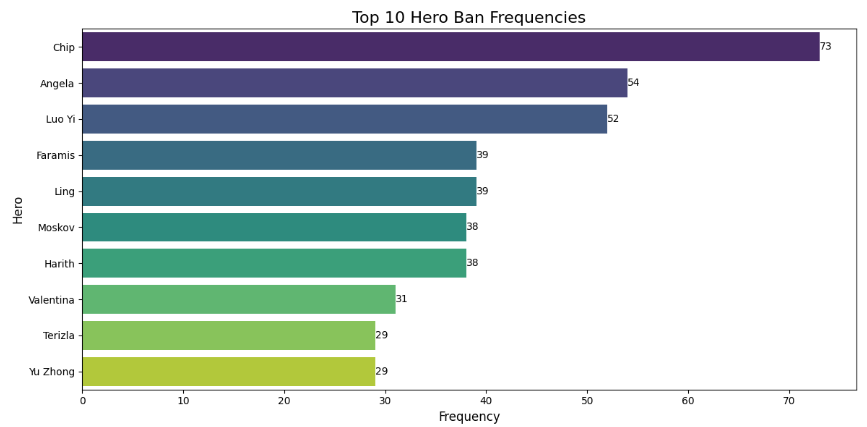 Top 10 Hero Ban Frequencies
Hero
Chip 73
Angela 54
Luo Yi 52
Faramis 39
Ling 39
Moskov 38
Harith 38
Valentina 31
Terizla 29
Yu Zhong 29
0 10 20 30 40 50 60 70
Frequency